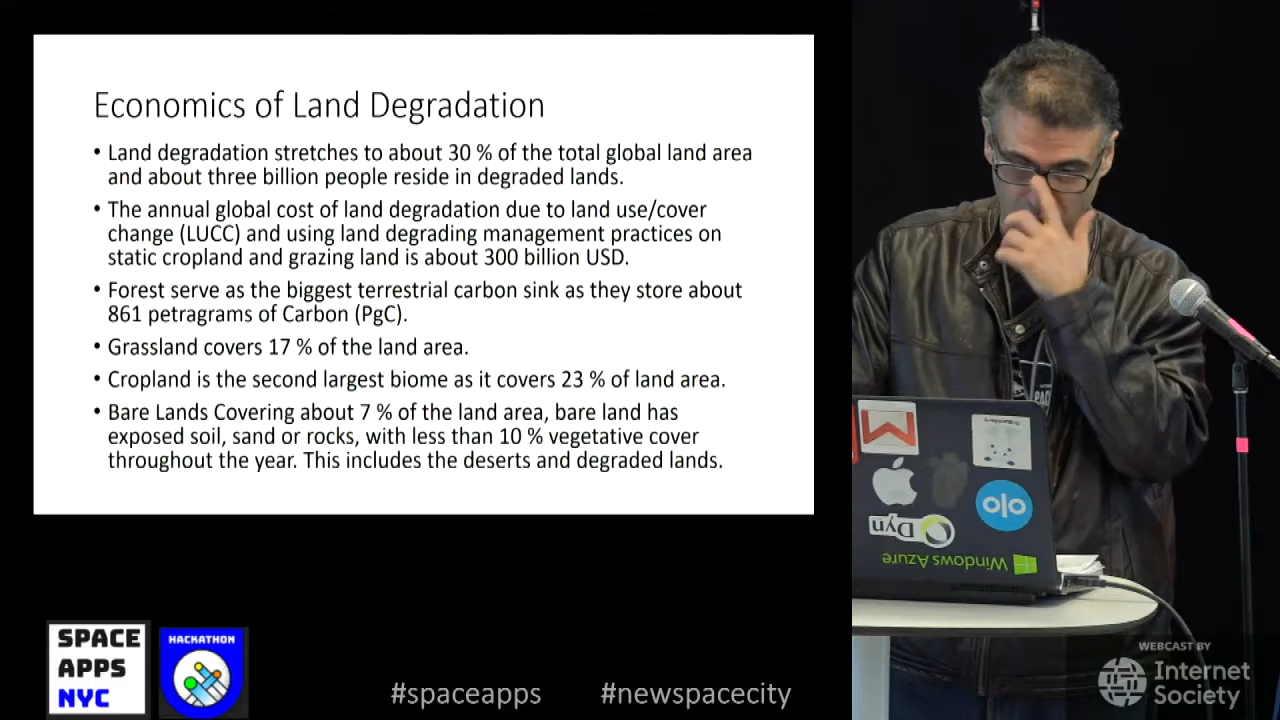 Economics of Land Degradation
• Land degradation stretches to about 30 % of the total global land area
and about three billion people reside in degraded lands.
• The annual global cost of land degradation due to land use/cover
change (LUCC) and using land degrading management practices on
static cropland and grazing land is about 300 billion USD.
• Forest serve as the biggest terrestrial carbon sink as they store about
861 petragrams of Carbon (PgC).
• Grassland covers 17 % of the land area.
• Cropland is the second largest biome as it covers 23 % of land area.
• Bare Lands Covering about 7 % of the land area, bare land has
exposed soil, sand or rocks, with less than 10 % vegetative cover
throughout the year. This includes the deserts and degraded lands.
olo
Dyn
Windows Azure
SPACE
APPS
NYC
HACKATHON
#spaceapps #newspacecity
WEBCAST BY
Internet
Society